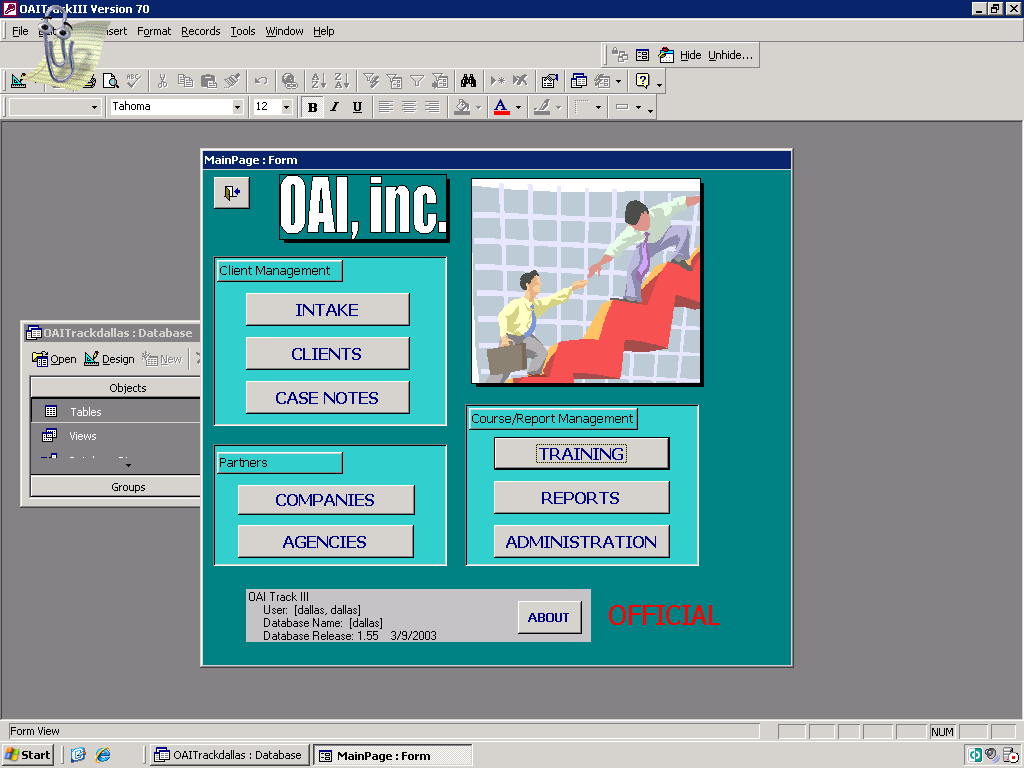 OAITrackIII Version 70
File Insert Format Records Tools Window Help
Hide Unhide...
Tahoma 12 B I U A
MainPage : Form
OAI, inc.
Client Management
INTAKE
CLIENTS
CASE NOTES
OAITrackdallas : Database
Open Design New
Objects
Tables
Views
Groups
Course/Report Management
TRAINING
REPORTS
ADMINISTRATION
Partners
COMPANIES
AGENCIES
OAI Track III
User: [dallas, dallas]
Database Name: [dallas]
Database Release: 1.55 3/9/2003
ABOUT
OFFICIAL
Form View
NUM
Start OAITrackdallas : Database MainPage : Form